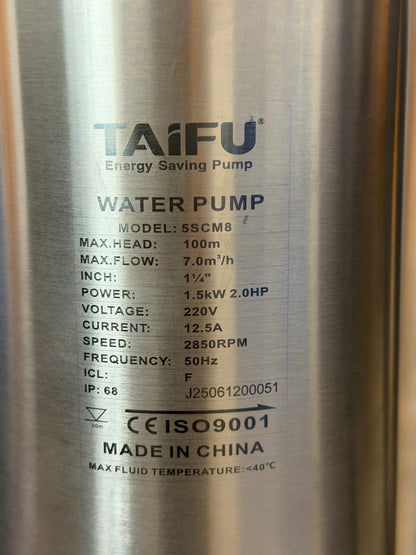 TAiFU®
Energy Saving Pump
WATER PUMP
MODEL: 5SCM8
MAX.HEAD: 100m
MAX.FLOW: 7.0m³/h
INCH: 1¼"
POWER: 1.5kW 2.0HP
VOLTAGE: 220V
CURRENT: 12.5A
SPEED: 2850RPM
FREQUENCY: 50Hz
ICL: F
IP: 68 J25061200051
30m
CE ISO9001
MADE IN CHINA
MAX FLUID TEMPERATURE:≤40℃